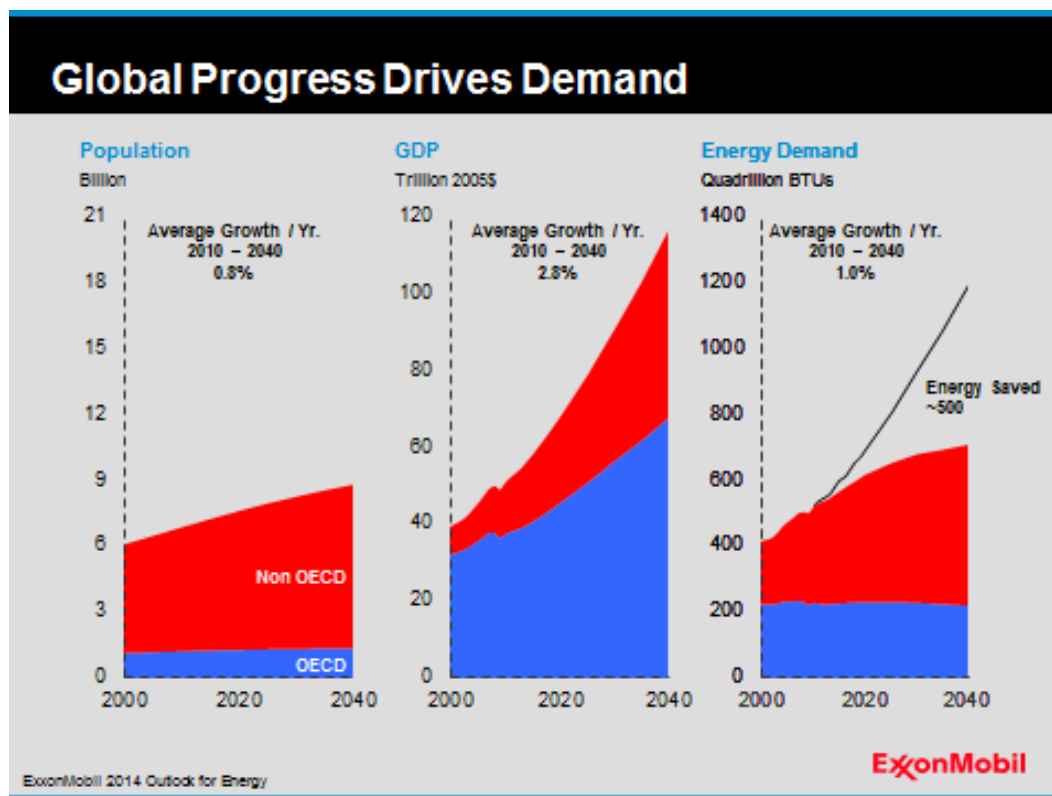 Global Progress Drives Demand
Population
Billion
GDP
Trillion 2005$
Energy Demand
Quadrillion BTUs
21
18
15
12
9
6
3
0
Average Growth / Yr.
2010 – 2040
0.8%
Non OECD
OECD
2000
2020
2040
120
100
80
60
40
20
0
Average Growth / Yr.
2010 – 2040
2.8%
2000
2020
2040
1400
1200
1000
800
600
400
200
0
Average Growth / Yr.
2010 – 2040
1.0%
Energy Saved
~500
2000
2020
2040
ExxonMobil 2014 Outlook for Energy
ExxonMobil